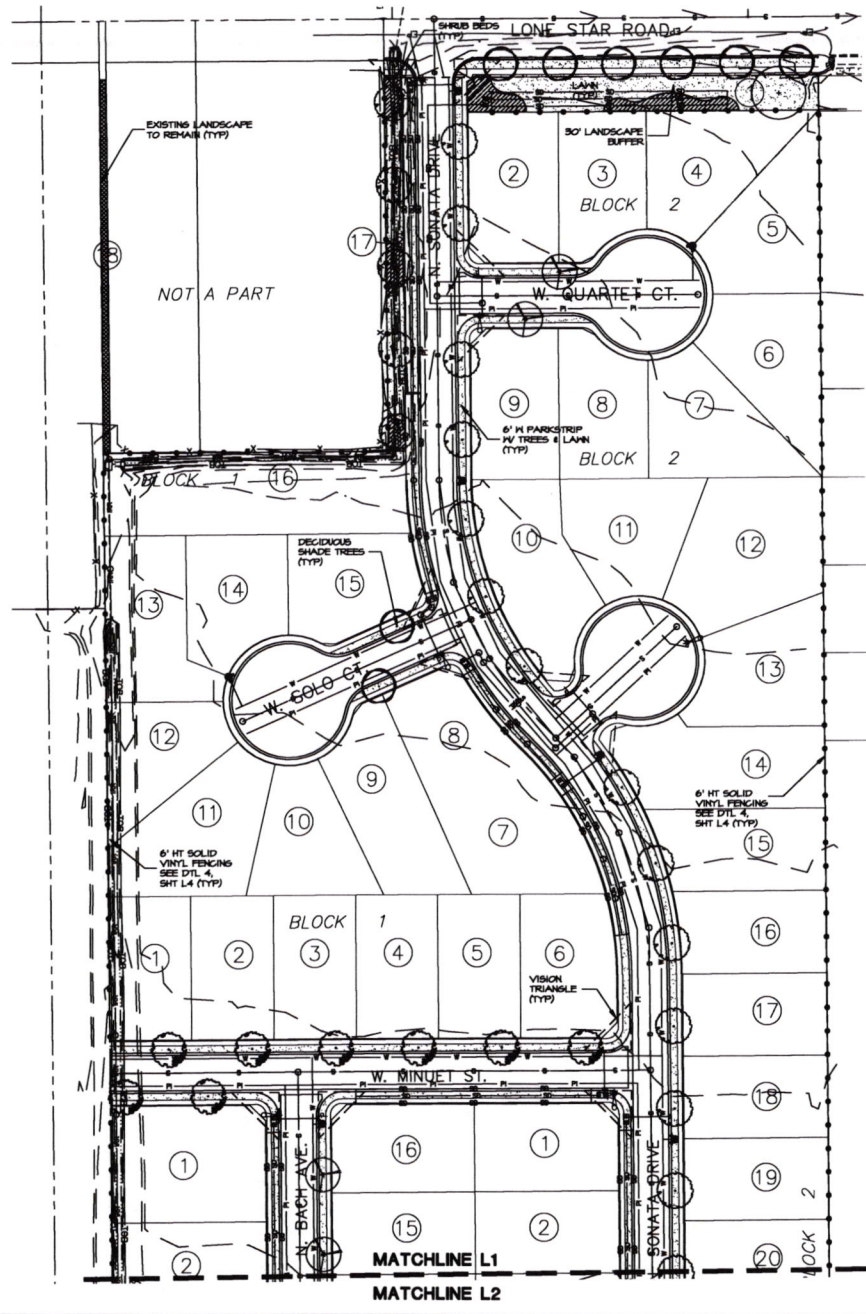 SHRUB BEDS
(TYP)
LONE STAR ROAD
LAWN
(TYP)
EXISTING LANDSCAPE
TO REMAIN (TYP)
30' LANDSCAPE
BUFFER
N. SONATA DRIVE
2
3
4
BLOCK 2
5
18
17
NOT A PART
W. QUARTET CT.
6
9
8
7
6' W PARKSTRIP
W/ TREES & LAWN
(TYP)
BLOCK 2
BLOCK 1
16
DECIDUOUS
SHADE TREES
(TYP)
10
11
12
13
14
15
W. SOLO CT.
13
12
8
14
9
6' HT SOLID
VINYL FENCING
SEE DTL 4,
SHT L4 (TYP)
11
10
7
15
6' HT SOLID
VINYL FENCING
SEE DTL 4,
SHT L4 (TYP)
BLOCK 1
1
2
3
4
5
6
16
VISION
TRIANGLE
(TYP)
17
W. MINUET ST.
18
N. BACH AVE.
SONATA DRIVE
1
16
1
19
BLOCK 2
15
2
2
20
MATCHLINE L1
MATCHLINE L2